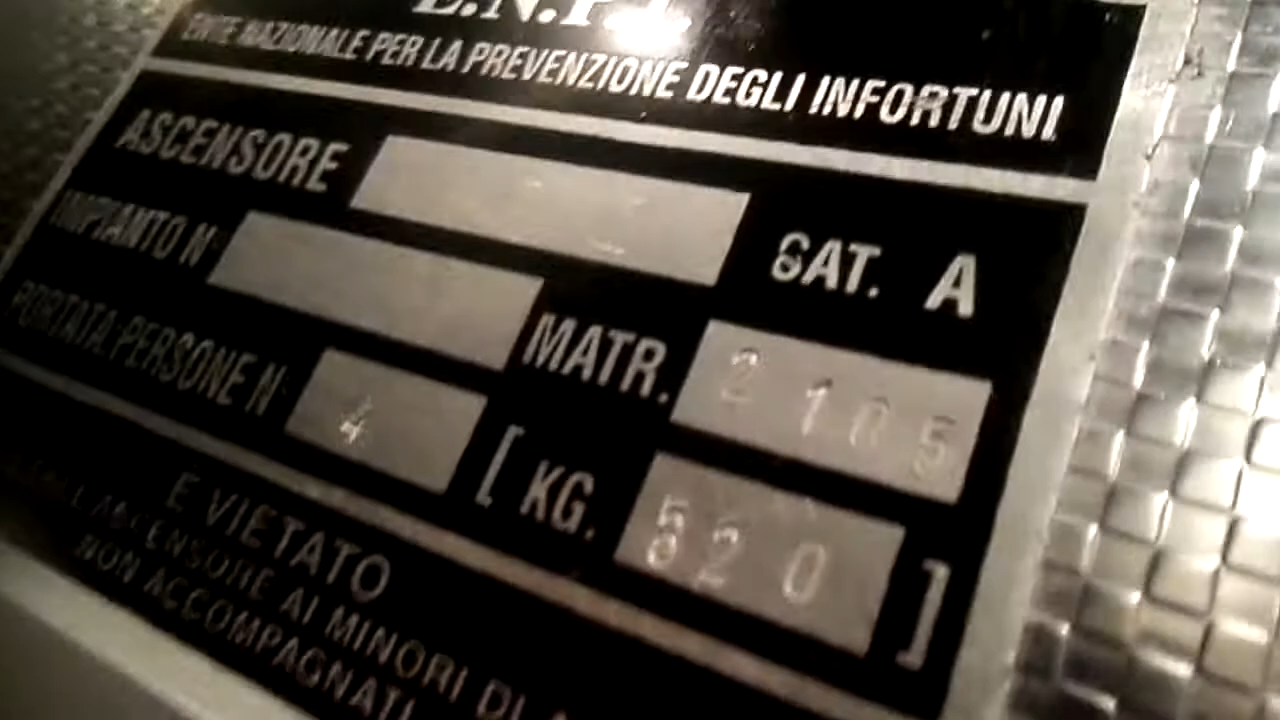 E.N.P.I.
ENTE NAZIONALE PER LA PREVENZIONE DEGLI INFORTUNI
ASCENSORE CAT. A
IMPIANTO N° MATR. 2105
PORTATA: PERSONE N° 4 [ KG. 520 ]
E VIETATO
L'ASCENSORE AI MINORI DI
NON ACCOMPAGNATI